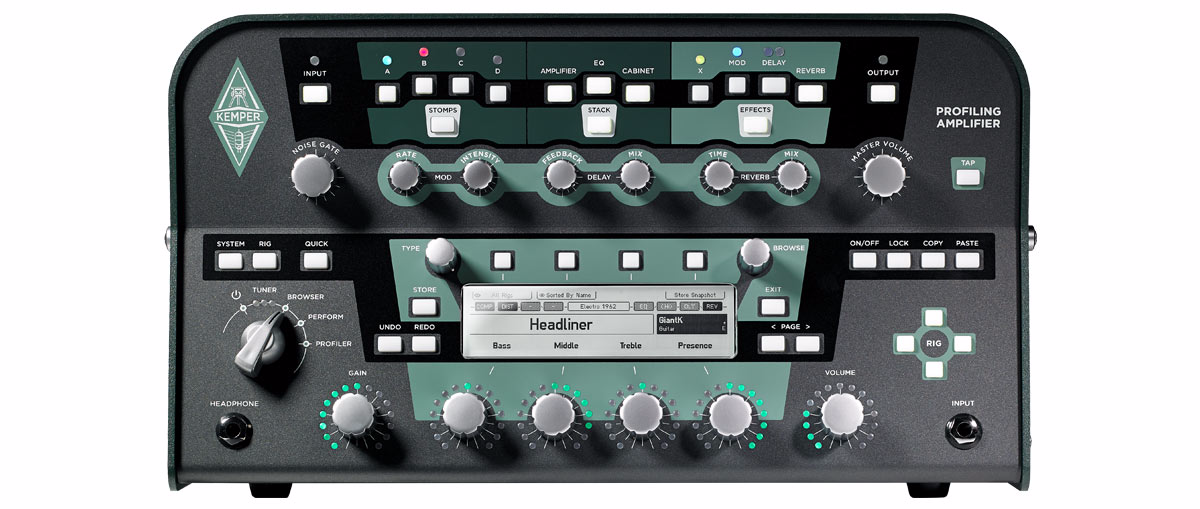 KEMPER
INPUT
A
B
C
D
AMPLIFIER
EQ
CABINET
X
MOD
DELAY
REVERB
OUTPUT
STOMPS
STACK
EFFECTS
PROFILING
AMPLIFIER
NOISE GATE
RATE
MOD
INTENSITY
FEEDBACK
DELAY
MIX
TIME
REVERB
MIX
MASTER VOLUME
TAP
SYSTEM
RIG
QUICK
TYPE
BROWSE
ON/OFF
LOCK
COPY
PASTE
STORE
EXIT
UNDO
REDO
< PAGE >
TUNER
BROWSER
PERFORM
PROFILER
All Rigs
Sorted By Name
Store Snapshot
COMP
DIST
-
-
Electro 1962
EQ
CHO
REV
Headliner
GiantK
Guitar
E
Bass
Middle
Treble
Presence
RIG
GAIN
VOLUME
HEADPHONE
INPUT